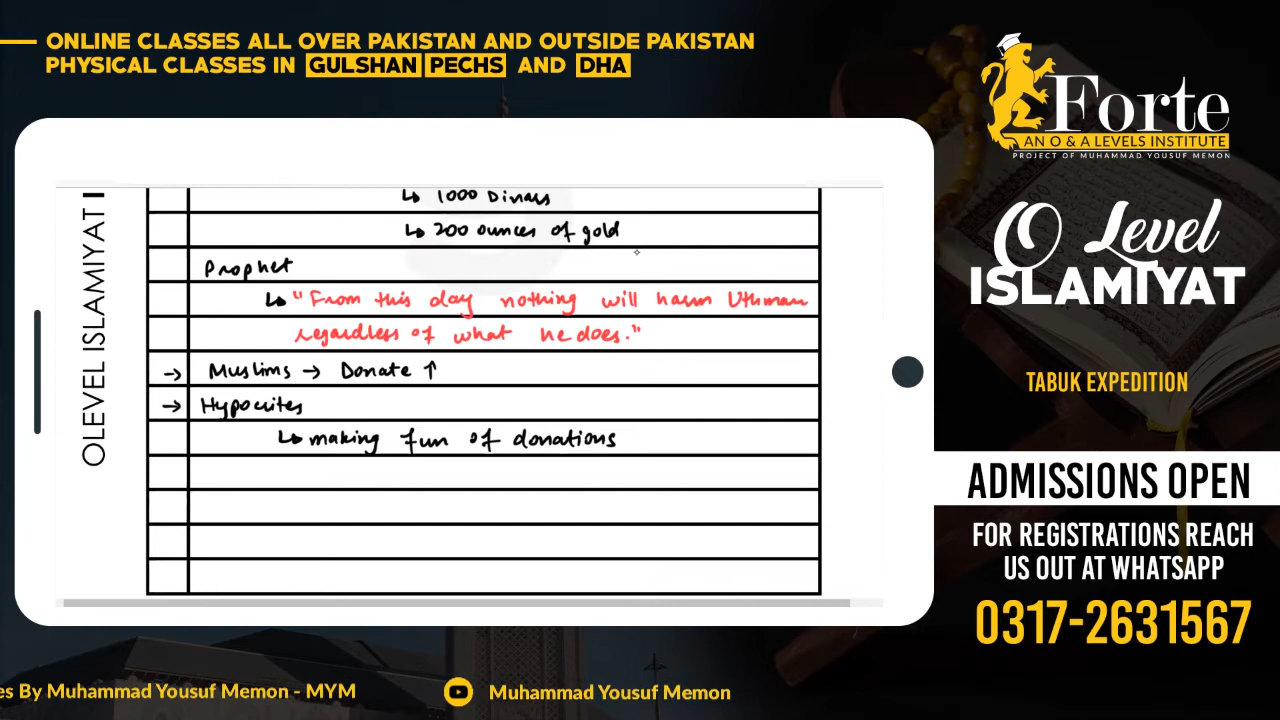 ONLINE CLASSES ALL OVER PAKISTAN AND OUTSIDE PAKISTAN
PHYSICAL CLASSES IN GULSHAN PECHS AND DHA
Forte
AN O & A LEVELS INSTITUTE
PROJECT OF MUHAMMAD YOUSUF MEMON
OLEVEL ISLAMIYAT
↳ 1000 Dinars
↳ 200 ounces of gold
Prophet
↳ "From this day nothing will harm Uthman
regardless of what he does."
→ Muslims → Donate ↑
→ Hypocrites
↳ making fun of donations
O Level
ISLAMIYAT
TABUK EXPEDITION
ADMISSIONS OPEN
FOR REGISTRATIONS REACH
US OUT AT WHATSAPP
0317-2631567
es By Muhammad Yousuf Memon - MYM
Muhammad Yousuf Memon